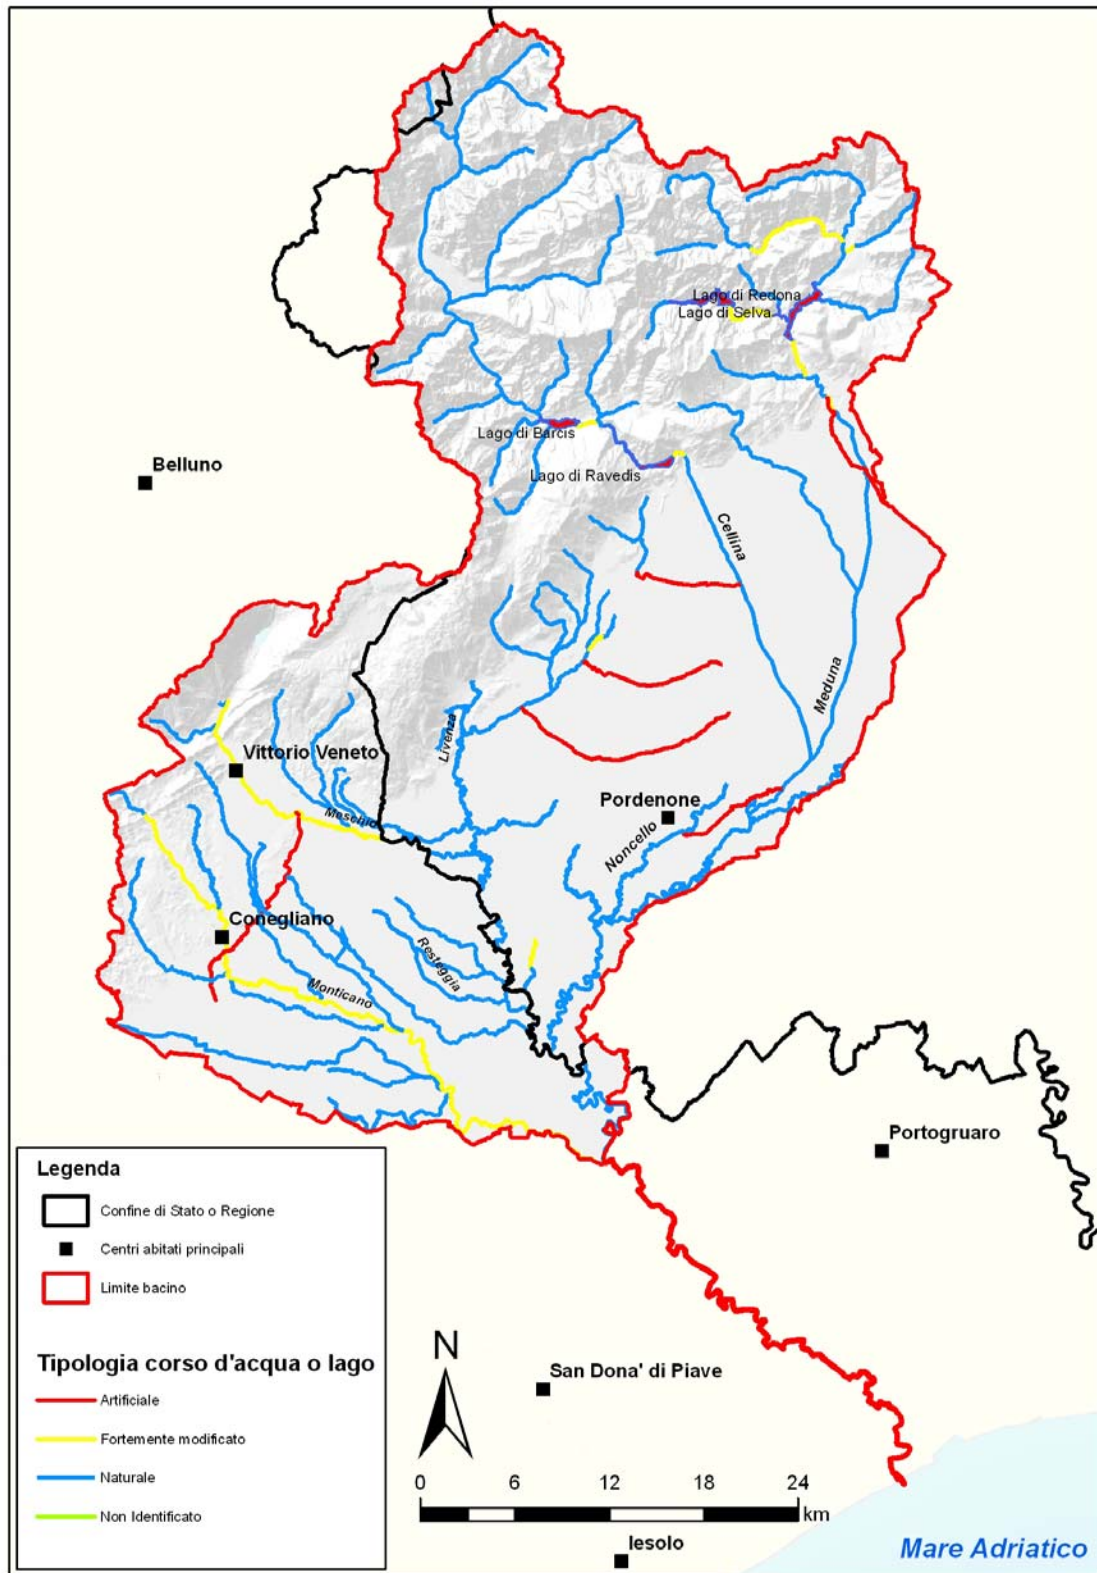 Lago di Redona
Lago di Selva
Lago di Barcis
Lago di Ravedis
Belluno
Cellina
Meduna
Livenza
Vittorio Veneto
Pordenone
Meschio
Noncello
Conegliano
Resteggia
Monticano
Portogruaro
Legenda
Confine di Stato o Regione
Centri abitati principali
Limite bacino
Tipologia corso d'acqua o lago
Artificiale
Fortemente modificato
Naturale
Non Identificato
N
San Dona' di Piave
0 6 12 18 24
km
Iesolo
Mare Adriatico